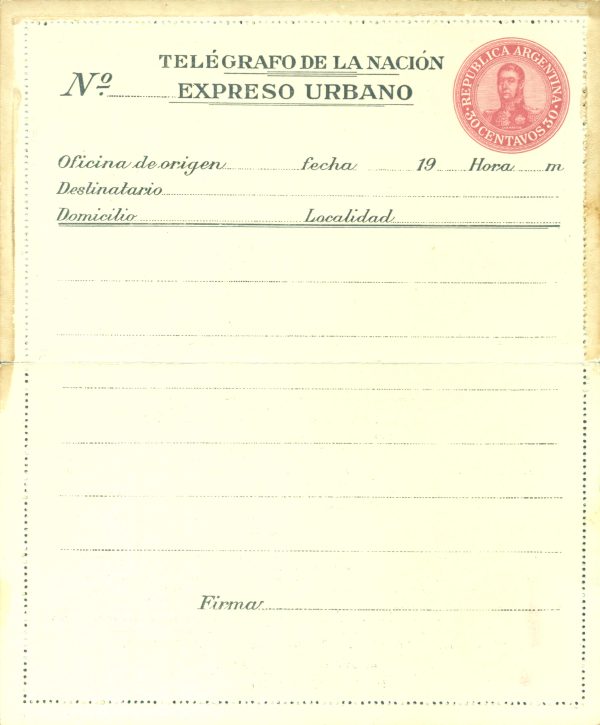 TELÉGRAFO DE LA NACIÓN
Nº
EXPRESO URBANO
REPUBLICA ARGENTINA
30 CENTAVOS 30
Oficina de origen fecha 19 Hora m
Destinatario
Domicilio Localidad
Firma